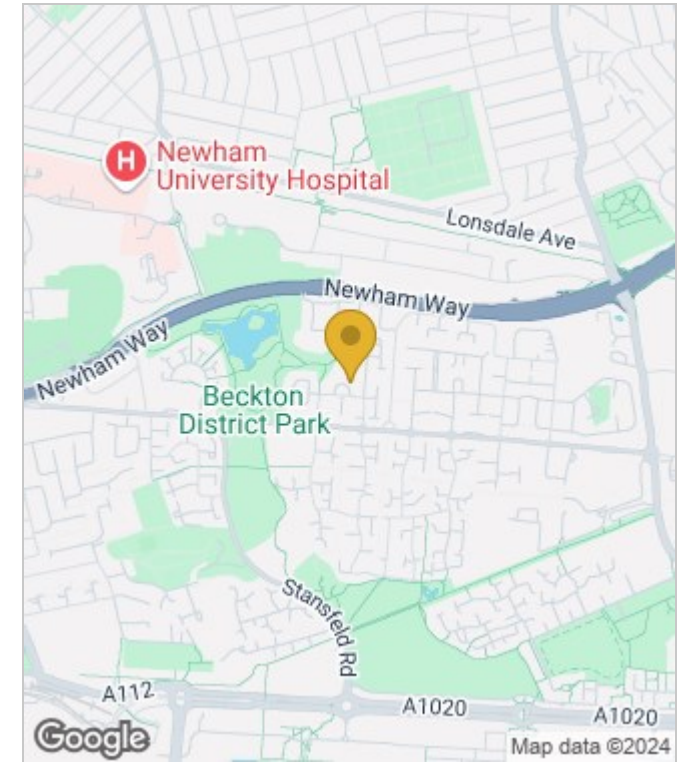 H
Newham
University Hospital
Lonsdale Ave
Newham Way
Newham Way
Beckton
District Park
Stansfeld Rd
A112
A1020
A1020
Google
Map data ©2024